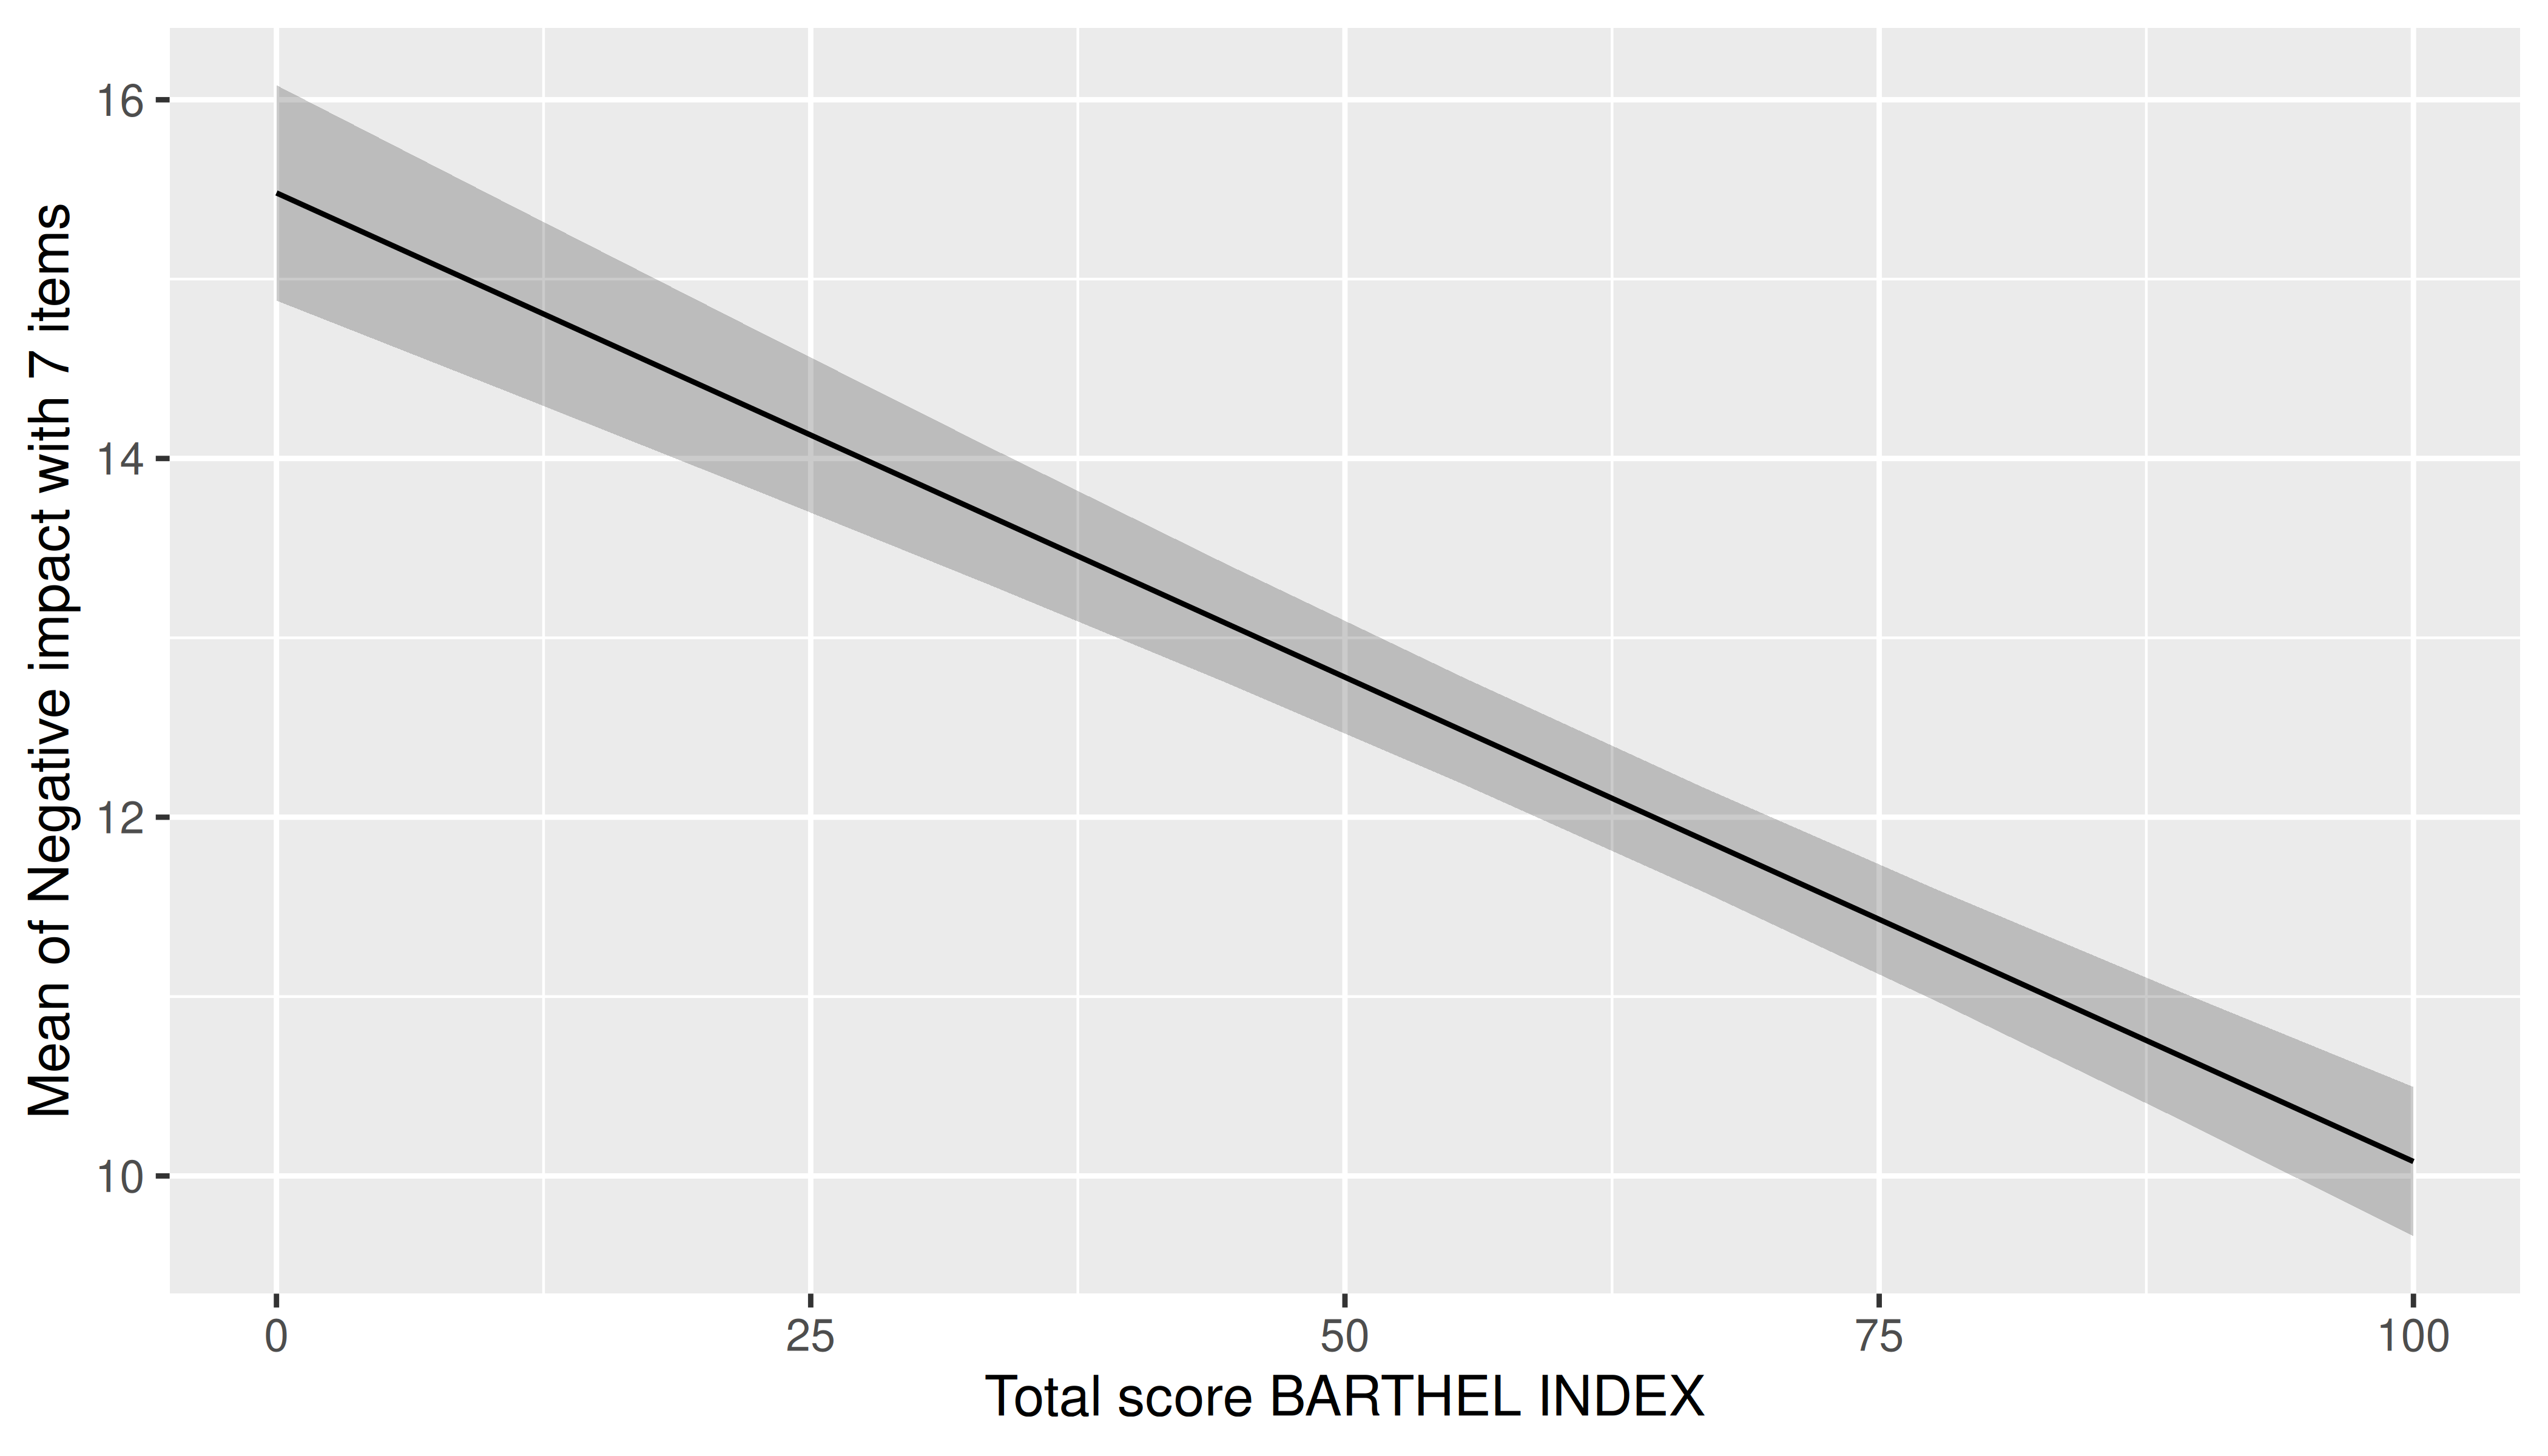 Mean of Negative impact with 7 items
16
14
12
10
0 25 50 75 100
Total score BARTHEL INDEX